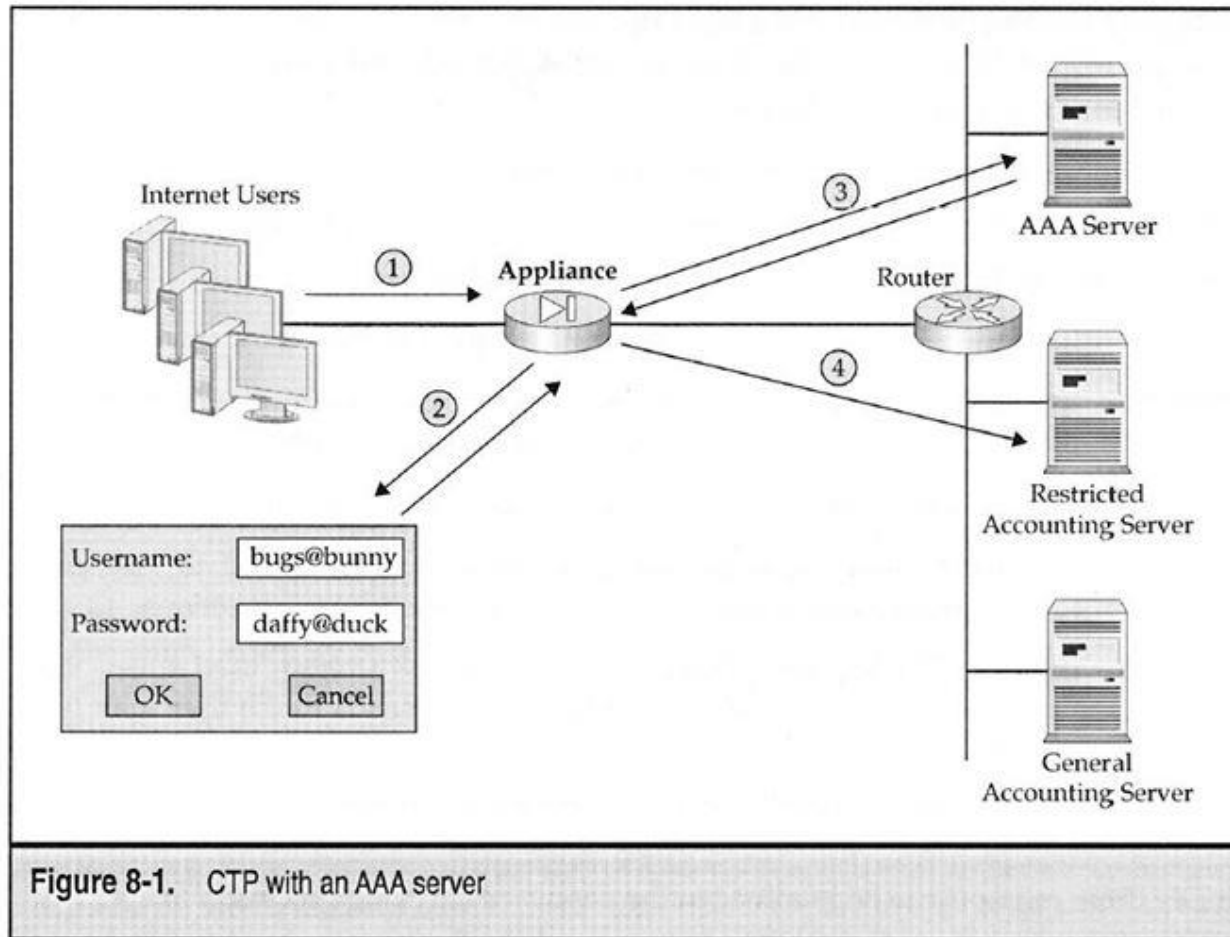 Internet Users
1
Appliance
3
AAA Server
Router
2
4
Restricted
Accounting Server
Username: bugs@bunny
Password: daffy@duck
OK Cancel
General
Accounting Server
Figure 8-1. CTP with an AAA server